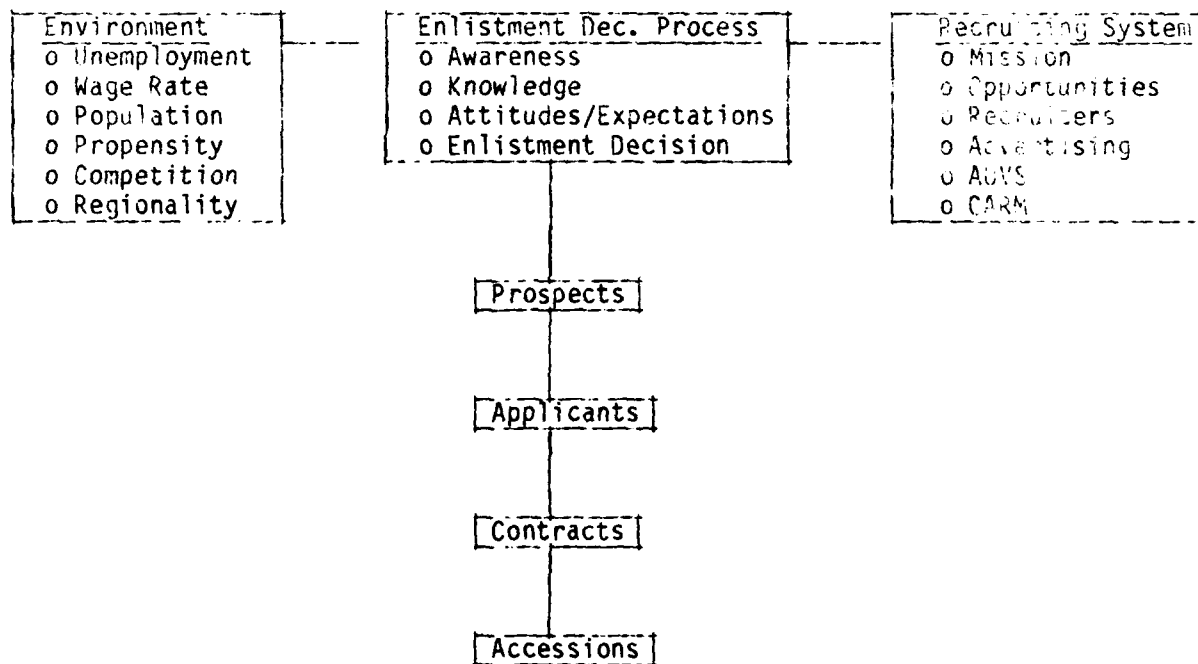 Environment
o Unemployment
o Wage Rate
o Population
o Propensity
o Competition
o Regionality
Enlistment Dec. Process
o Awareness
o Knowledge
o Attitudes/Expectations
o Enlistment Decision
Recruiting System
o Mission
o Opportunities
o Recruiters
o Advertising
o CARM
Prospects
Applicants
Contracts
Accessions